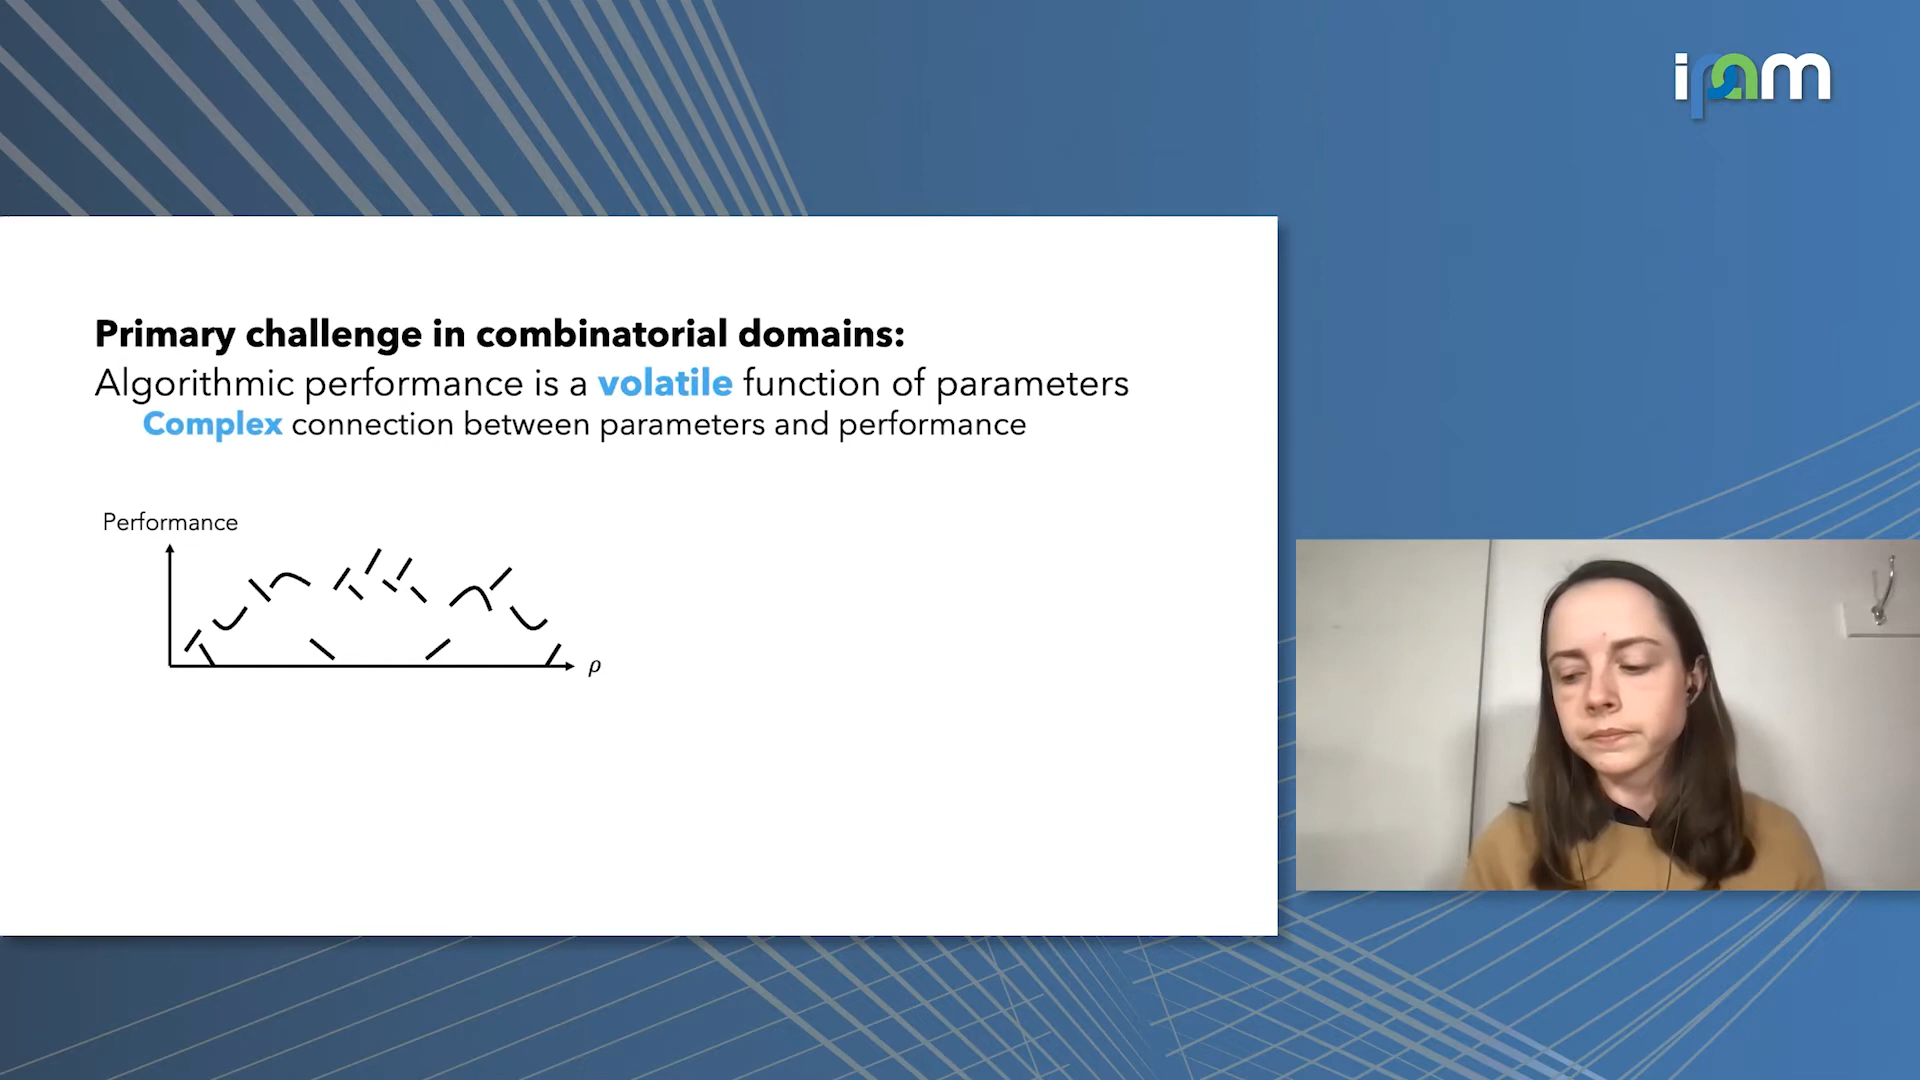 ipam
Primary challenge in combinatorial domains:
Algorithmic performance is a volatile function of parameters
Complex connection between parameters and performance
Performance
ρ